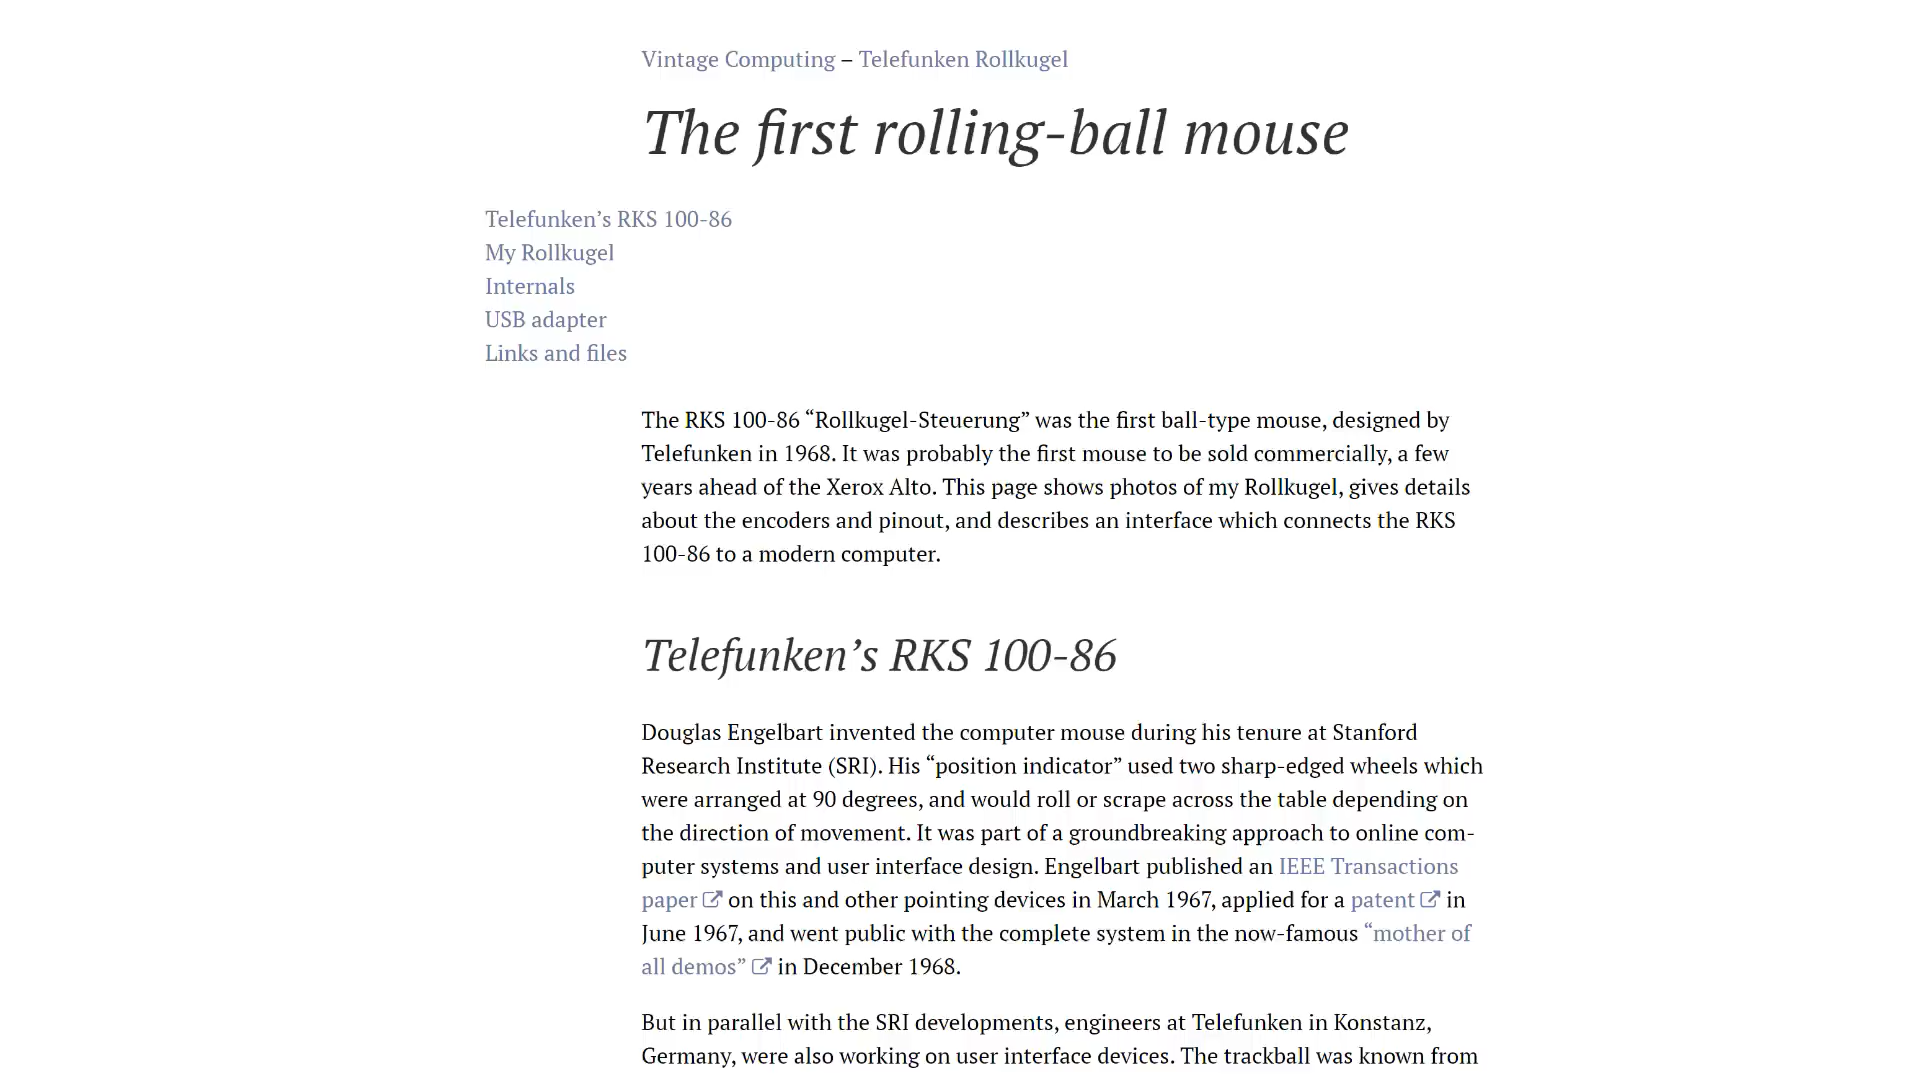 Vintage Computing – Telefunken Rollkugel
The first rolling-ball mouse
Telefunken’s RKS 100-86
My Rollkugel
Internals
USB adapter
Links and files
The RKS 100-86 “Rollkugel-Steuerung” was the first ball-type mouse, designed by
Telefunken in 1968. It was probably the first mouse to be sold commercially, a few
years ahead of the Xerox Alto. This page shows photos of my Rollkugel, gives details
about the encoders and pinout, and describes an interface which connects the RKS
100-86 to a modern computer.
Telefunken’s RKS 100-86
Douglas Engelbart invented the computer mouse during his tenure at Stanford
Research Institute (SRI). His “position indicator” used two sharp-edged wheels which
were arranged at 90 degrees, and would roll or scrape across the table depending on
the direction of movement. It was part of a groundbreaking approach to online com-
puter systems and user interface design. Engelbart published an IEEE Transactions
paper on this and other pointing devices in March 1967, applied for a patent in
June 1967, and went public with the complete system in the now-famous “mother of
all demos” in December 1968.
But in parallel with the SRI developments, engineers at Telefunken in Konstanz,
Germany, were also working on user interface devices. The trackball was known from